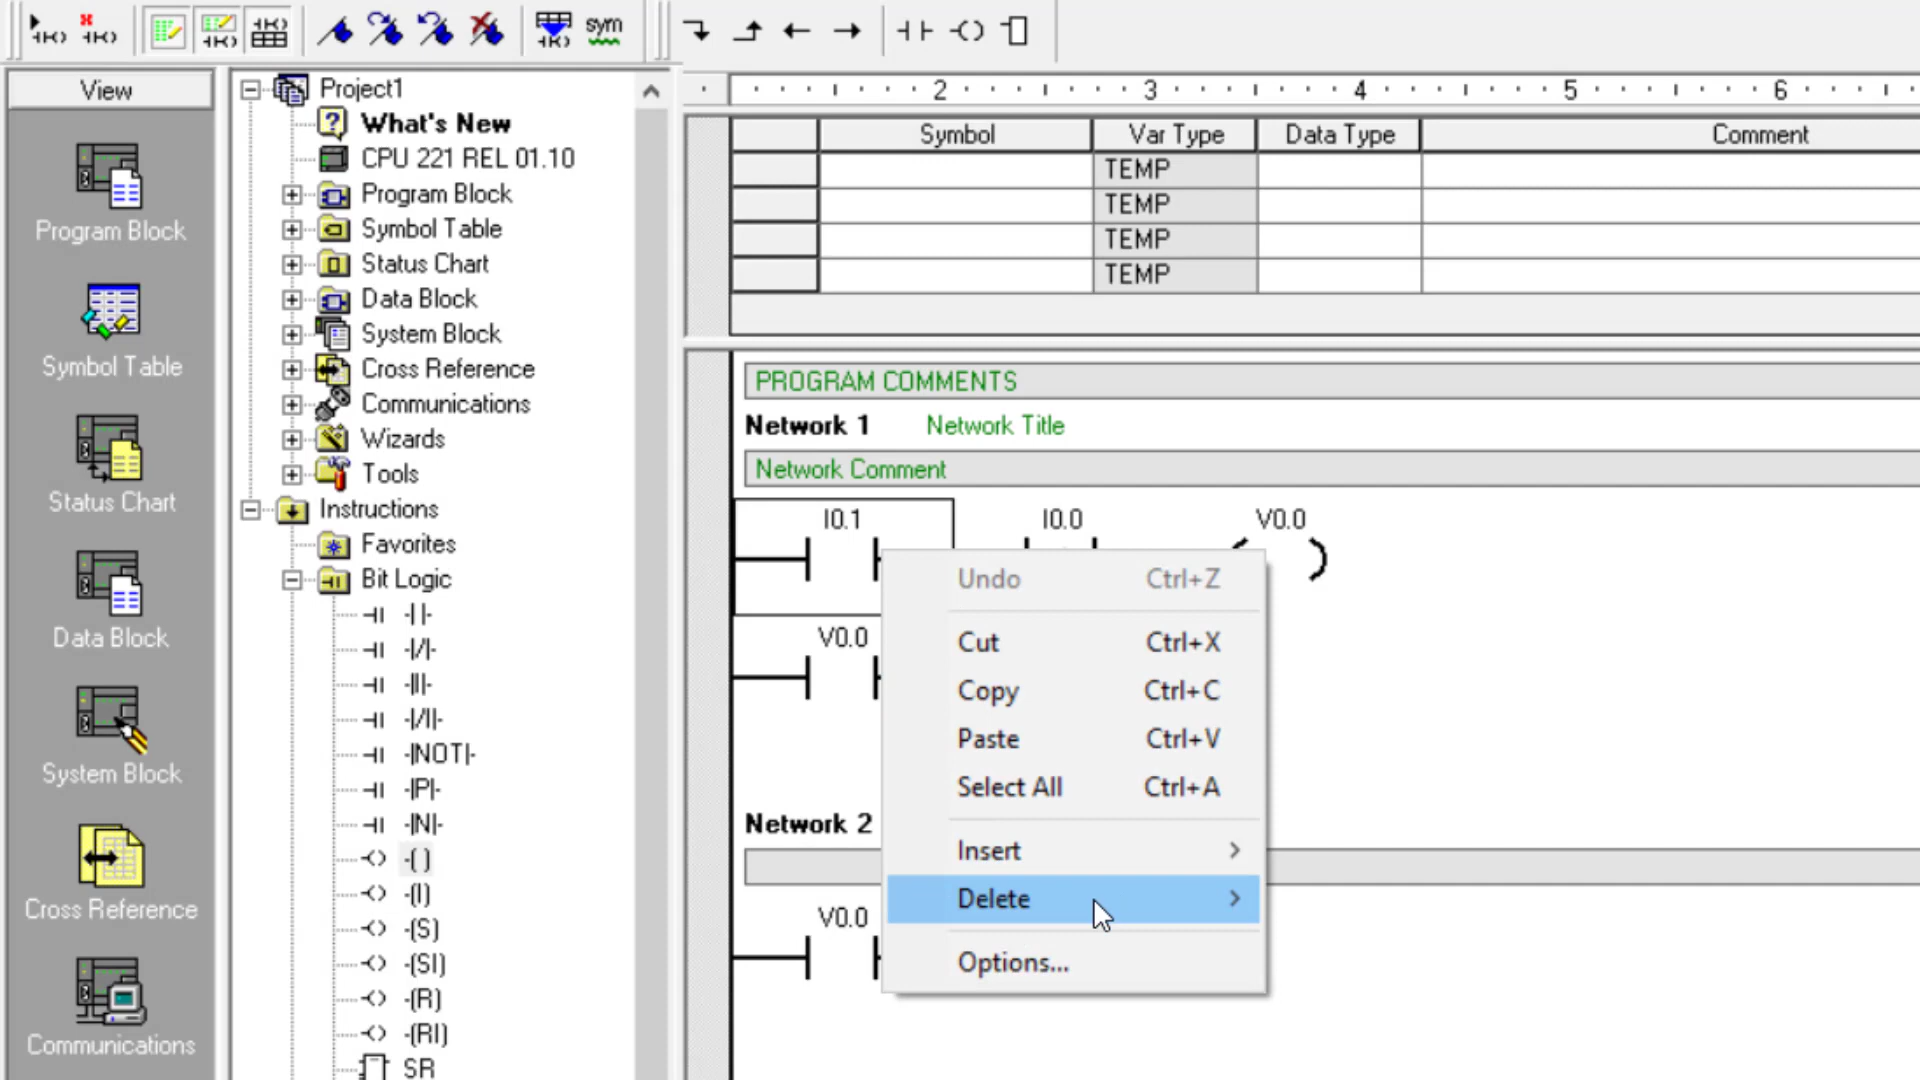 sym
View
Program Block
Symbol Table
Status Chart
Data Block
System Block
Cross Reference
Communications
Project1
What's New
CPU 221 REL 01.10
Program Block
Symbol Table
Status Chart
Data Block
System Block
Cross Reference
Communications
Wizards
Tools
Instructions
Favorites
Bit Logic
-| |-
-|/|-
-|I|-
-|/I|-
-|NOT|-
-|P|-
-|N|-
-( )
-(I)
-(S)
-(SI)
-(R)
-(RI)
SR
2 3 4 5 6
Symbol Var Type Data Type Comment
TEMP
TEMP
TEMP
TEMP
PROGRAM COMMENTS
Network 1 Network Title
Network Comment
I0.1 I0.0 V0.0
V0.0
Network 2
V0.0
Undo Ctrl+Z
Cut Ctrl+X
Copy Ctrl+C
Paste Ctrl+V
Select All Ctrl+A
Insert
Delete
Options...